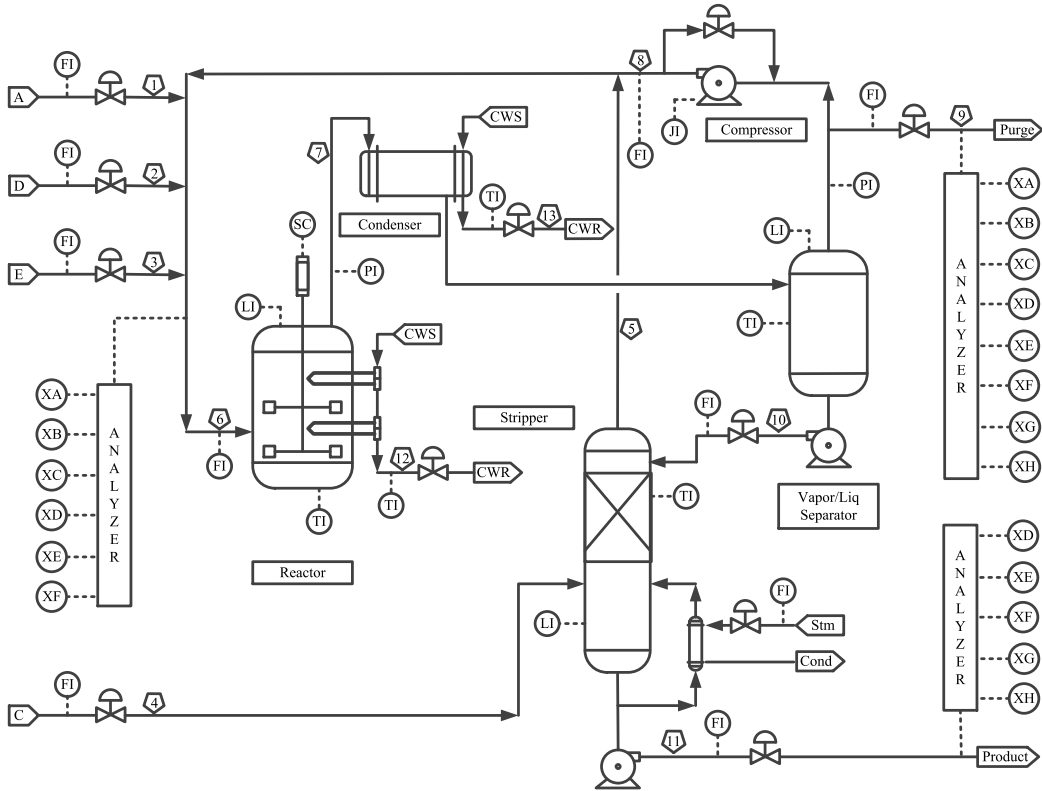 FI
A
1
FI
D
2
FI
E
3
8
FI
JI
Compressor
FI
9
Purge
PI
LI
TI
7
CWS
Condenser
TI
13
CWR
SC
PI
LI
CWS
5
6
FI
12
CWR
TI
TI
Reactor
Stripper
FI
10
TI
Vapor/Liq
Separator
XA
XB
XC
XD
XE
XF
ANALYZER
ANALYZER
XA
XB
XC
XD
XE
XF
XG
XH
LI
FI
Stm
Cond
ANALYZER
XD
XE
XF
XG
XH
FI
C
4
11
FI
Product